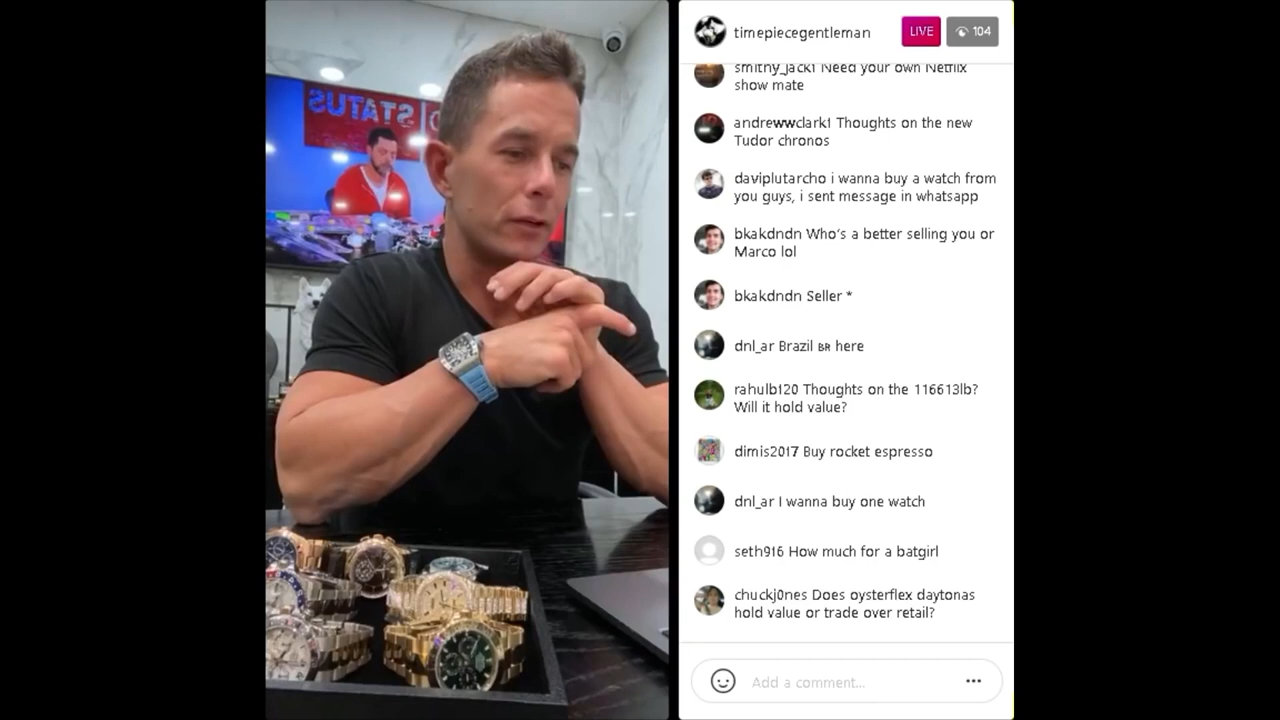 STATUS
timepiecegentleman
LIVE
104
smithy_jack1 Need your own Netflix
show mate
andrewwclark1 Thoughts on the new
Tudor chronos
daviplutarcho i wanna buy a watch from
you guys, i sent message in whatsapp
bkakdndn Who's a better selling you or
Marco lol
bkakdndn Seller *
dnl_ar Brazil BR here
rahulb120 Thoughts on the 116613lb?
Will it hold value?
dimis2017 Buy rocket espresso
dnl_ar I wanna buy one watch
seth916 How much for a batgirl
chuckj0nes Does oysterflex daytonas
hold value or trade over retail?
Add a comment...